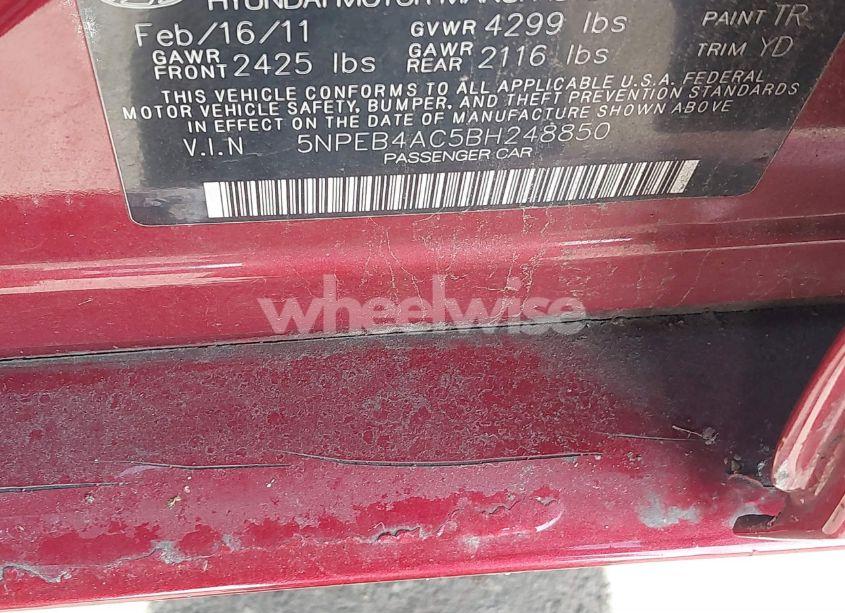 HYUNDAI MOTOR
Feb/16/11 GVWR 4299 lbs PAINT TR
GAWR FRONT 2425 lbs GAWR REAR 2116 lbs TRIM YD
THIS VEHICLE CONFORMS TO ALL APPLICABLE U.S.A. FEDERAL
MOTOR VEHICLE SAFETY, BUMPER, AND THEFT PREVENTION STANDARDS
IN EFFECT ON THE DATE OF MANUFACTURE SHOWN ABOVE
V.I.N 5NPEB4AC5BH248850
PASSENGER CAR
wheelwise